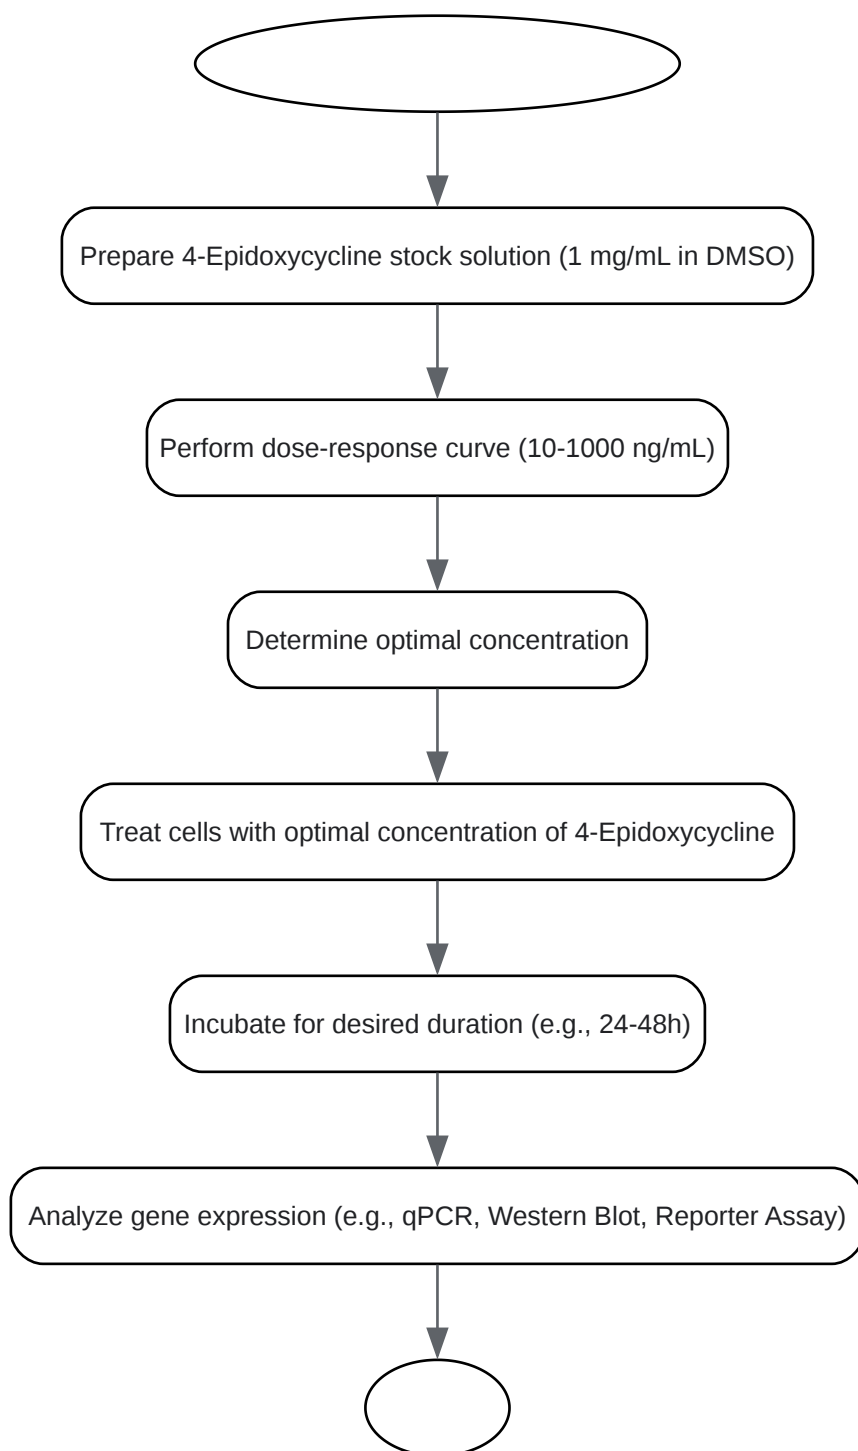 Prepare 4-Epidoxycycline stock solution (1 mg/mL in DMSO)
Perform dose-response curve (10-1000 ng/mL)
Determine optimal concentration
Treat cells with optimal concentration of 4-Epidoxycycline
Incubate for desired duration (e.g., 24-48h)
Analyze gene expression (e.g., qPCR, Western Blot, Reporter Assay)